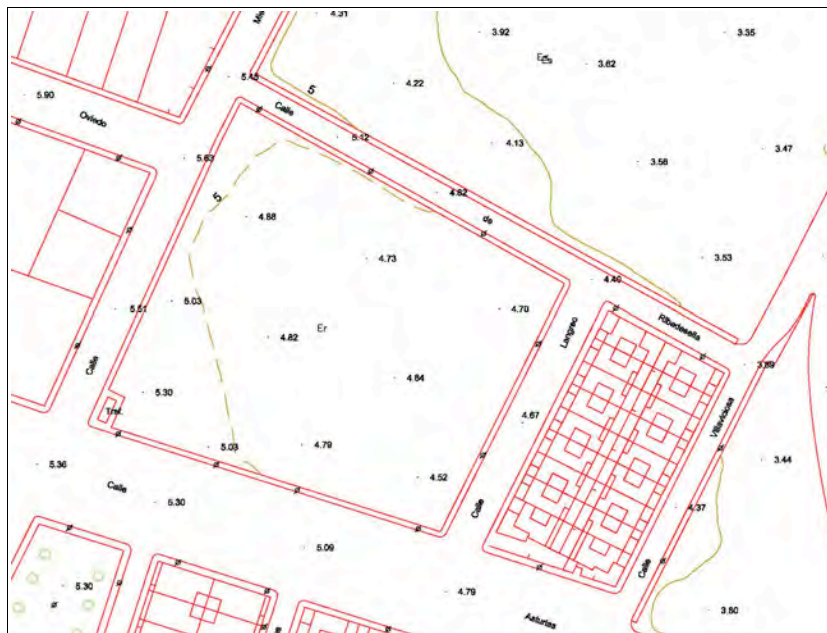 4.31
3.92
3.35
3.62
5.45
5
4.22
Calle
5.90
Oviedo
5.12
4.13
3.47
5.63
3.58
5
4.62
4.88
de
4.73
3.53
4.40
5.03
5.51
4.70
Ribadesella
Er
4.82
Langreo
Calle
3.89
4.64
5.30
Traf.
4.67
Villaviciosa
5.03
4.79
3.44
5.36
4.52
Calle
5.30
Calle
4.37
5.09
Calle
5.30
4.79
3.80
Asturias